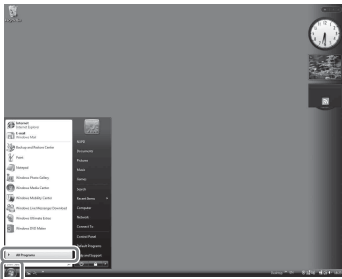 Internet
Internet Explorer
E-mail
Windows Mail
Backup and Restore Center
Paint
Notepad
Windows Photo Gallery
Windows Media Center
Windows Mobility Center
Windows Live Messenger Download
Windows Ultimate Extras
Windows DVD Maker
All Programs
Documents
Pictures
Music
Games
Search
Recent Items
Computer
Network
Connect To
Control Panel
Default Programs
Help and Support